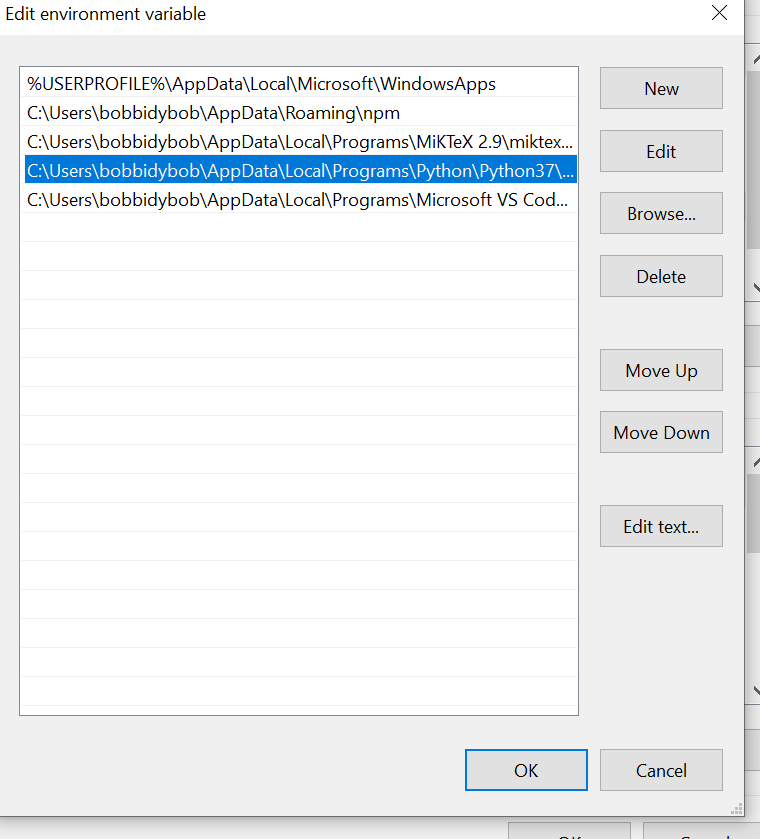 Edit environment variable
%USERPROFILE%\AppData\Local\Microsoft\WindowsApps
C:\Users\bobbidybob\AppData\Roaming\npm
C:\Users\bobbidybob\AppData\Local\Programs\MiKTeX 2.9\miktex...
C:\Users\bobbidybob\AppData\Local\Programs\Python\Python37\...
C:\Users\bobbidybob\AppData\Local\Programs\Microsoft VS Cod...
New
Edit
Browse...
Delete
Move Up
Move Down
Edit text...
OK
Cancel